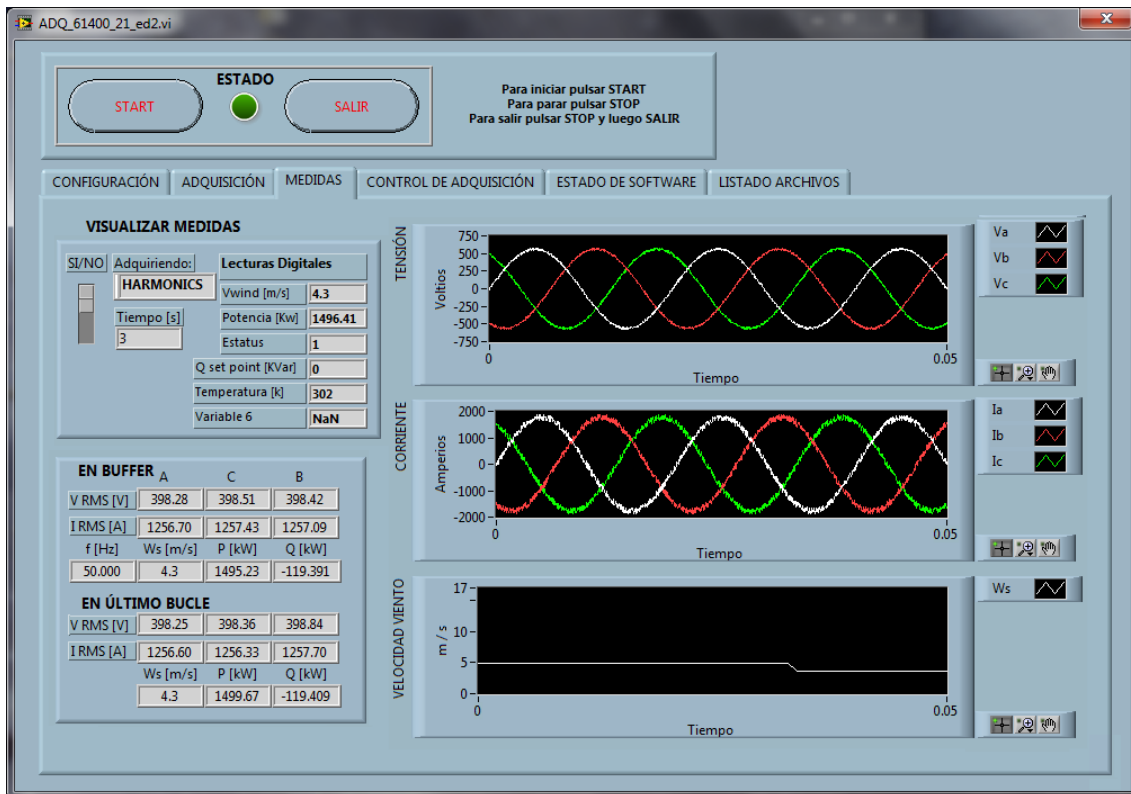 ADQ_61400_21_ed2.vi
START
ESTADO
SALIR
Para iniciar pulsar START
Para parar pulsar STOP
Para salir pulsar STOP y luego SALIR
CONFIGURACIÓN ADQUISICIÓN MEDIDAS CONTROL DE ADQUISICIÓN ESTADO DE SOFTWARE LISTADO ARCHIVOS
VISUALIZAR MEDIDAS
SI/NO Adquiriendo: Lecturas Digitales
HARMONICS
Vwind [m/s] 4.3
Tiempo [s] Potencia [Kw] 1496.41
3 Estatus 1
Q set point [KVar] 0
Temperatura [k] 302
Variable 6 NaN
EN BUFFER A C B
V RMS [V] 398.28 398.51 398.42
I RMS [A] 1256.70 1257.43 1257.09
f [Hz] Ws [m/s] P [kW] Q [kW]
50.000 4.3 1495.23 -119.391
EN ÚLTIMO BUCLE
V RMS [V] 398.25 398.36 398.84
I RMS [A] 1256.60 1256.33 1257.70
Ws [m/s] P [kW] Q [kW]
4.3 1499.67 -119.409
TENSIÓN
Voltios
750
500
250
0
-250
-500
-750
0 0.05
Tiempo
Va
Vb
Vc
CORRIENTE
Amperios
2000
1000
0
-1000
-2000
0 0.05
Tiempo
Ia
Ib
Ic
VELOCIDAD VIENTO
m / s
17
10
5
0
0 0.05
Tiempo
Ws